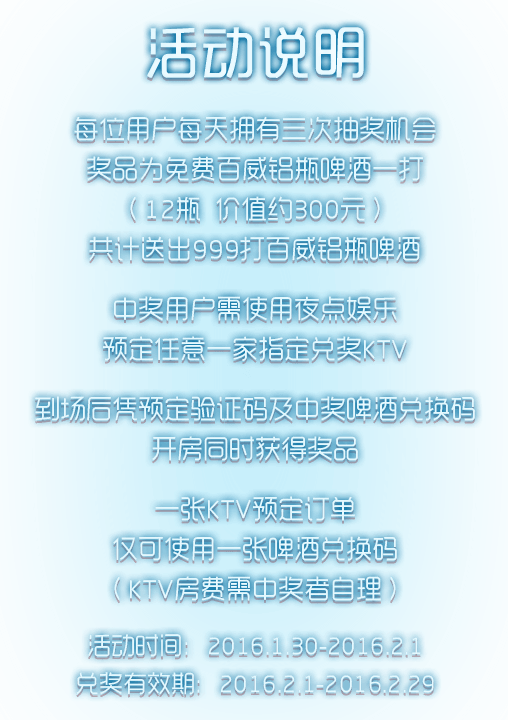 活动说明
每位用户每天拥有三次抽奖机会
奖品为免费百威铝瓶啤酒一打
（12瓶 价值约300元）
共计送出999打百威铝瓶啤酒
中奖用户需使用夜点娱乐
预定任意一家指定兑奖KTV
到场后凭预定验证码及中奖啤酒兑换码
开房同时获得奖品
一张KTV预定订单
仅可使用一张啤酒兑换码
（KTV房费需中奖者自理）
活动时间：2016.1.30-2016.2.1
兑奖有效期：2016.2.1-2016.2.29